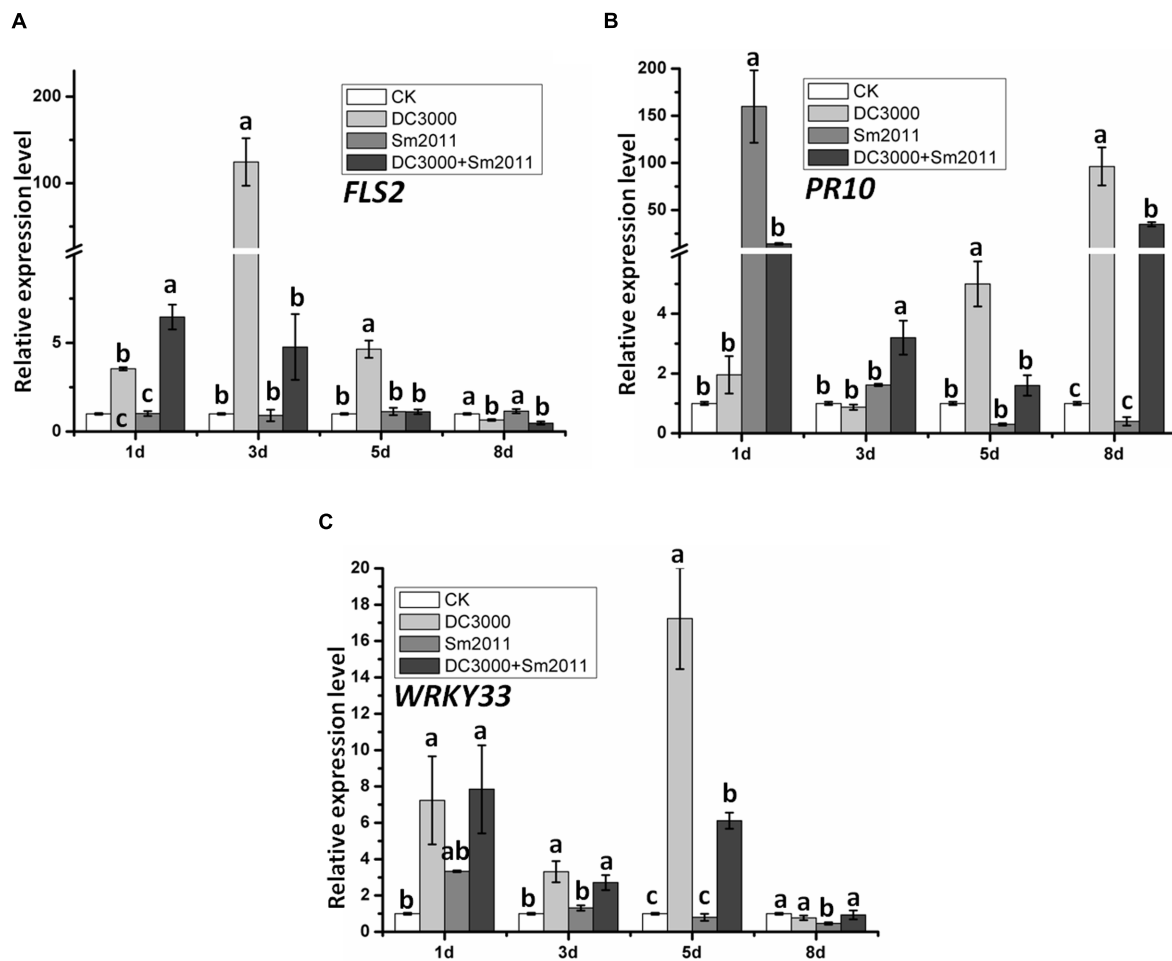 A
Relative expression level
200
100
5
0
CK
DC3000
Sm2011
DC3000+Sm2011
FLS2
b
c
c
a
b
a
b
b
b
a
b
b
a
b
a
b
1d
3d
5d
8d
B
Relative expression level
200
150
100
50
4
2
0
CK
DC3000
Sm2011
DC3000+Sm2011
PR10
b
b
a
b
b
b
b
a
b
a
b
b
c
a
c
b
1d
3d
5d
8d
C
Relative expression level
20
18
16
14
12
10
8
6
4
2
0
CK
DC3000
Sm2011
DC3000+Sm2011
WRKY33
b
a
ab
a
b
a
b
a
c
a
c
b
a
a
b
a
1d
3d
5d
8d